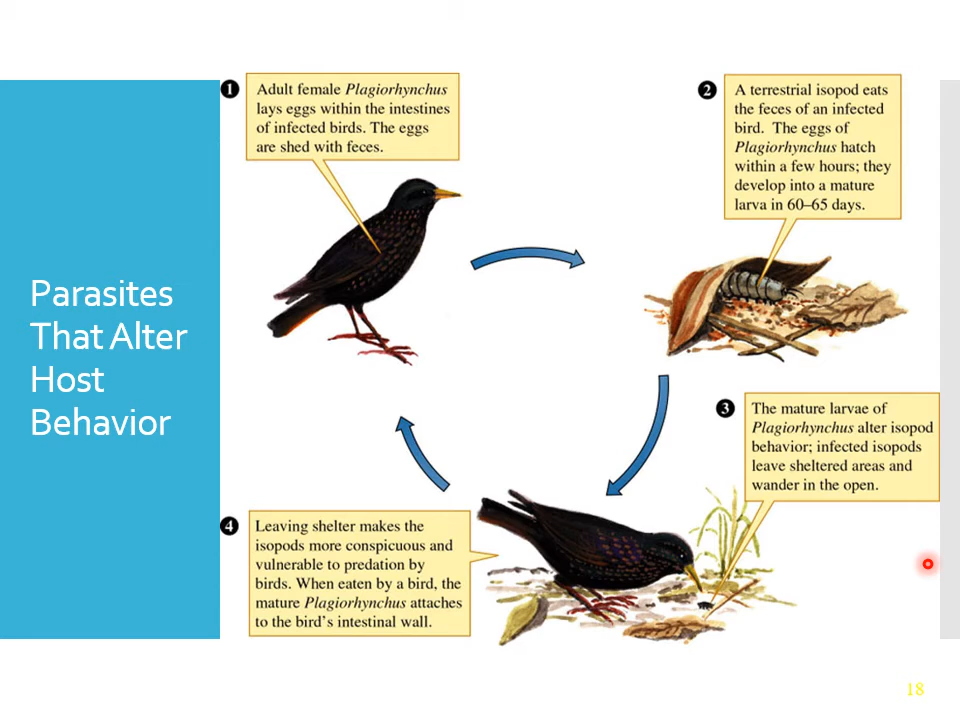 Parasites
That Alter
Host
Behavior
1
Adult female Plagiorhynchus
lays eggs within the intestines
of infected birds. The eggs
are shed with feces.
2
A terrestrial isopod eats
the feces of an infected
bird. The eggs of
Plagiorhynchus hatch
within a few hours; they
develop into a mature
larva in 60–65 days.
3
The mature larvae of
Plagiorhynchus alter isopod
behavior; infected isopods
leave sheltered areas and
wander in the open.
4
Leaving shelter makes the
isopods more conspicuous and
vulnerable to predation by
birds. When eaten by a bird, the
mature Plagiorhynchus attaches
to the bird's intestinal wall.
18